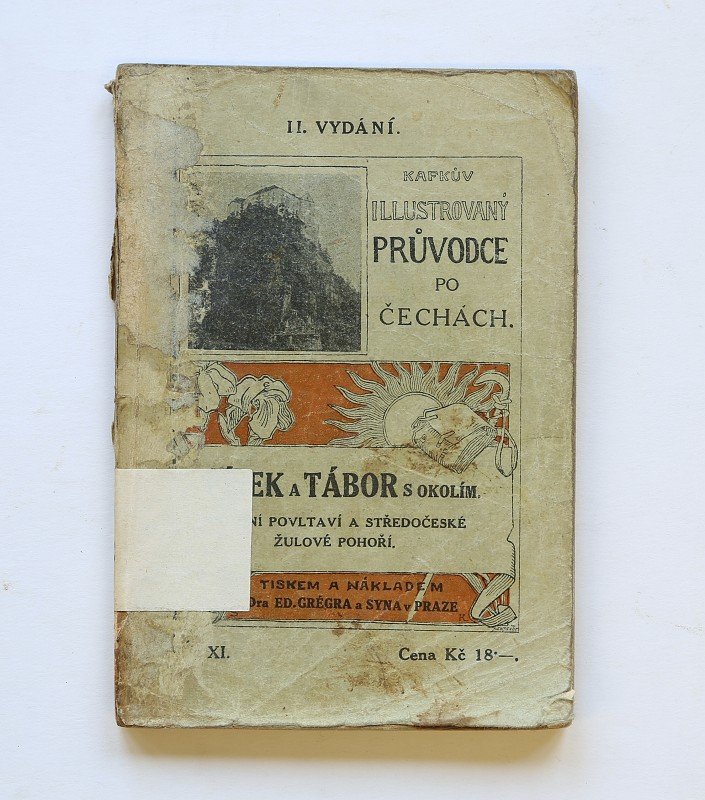 II. VYDÁNÍ.
KAFKŮV
ILLUSTROVANÝ
PRŮVODCE
PO
ČECHÁCH.
EK A TÁBOR S OKOLÍM.
NÍ POVLTAVÍ A STŘEDOČESKÉ
ŽULOVÉ POHOŘÍ.
TISKEM A NÁKLADEM
Dra ED. GRÉGRA a SYNA v PRAZE
XI.
Cena Kč 18·—.